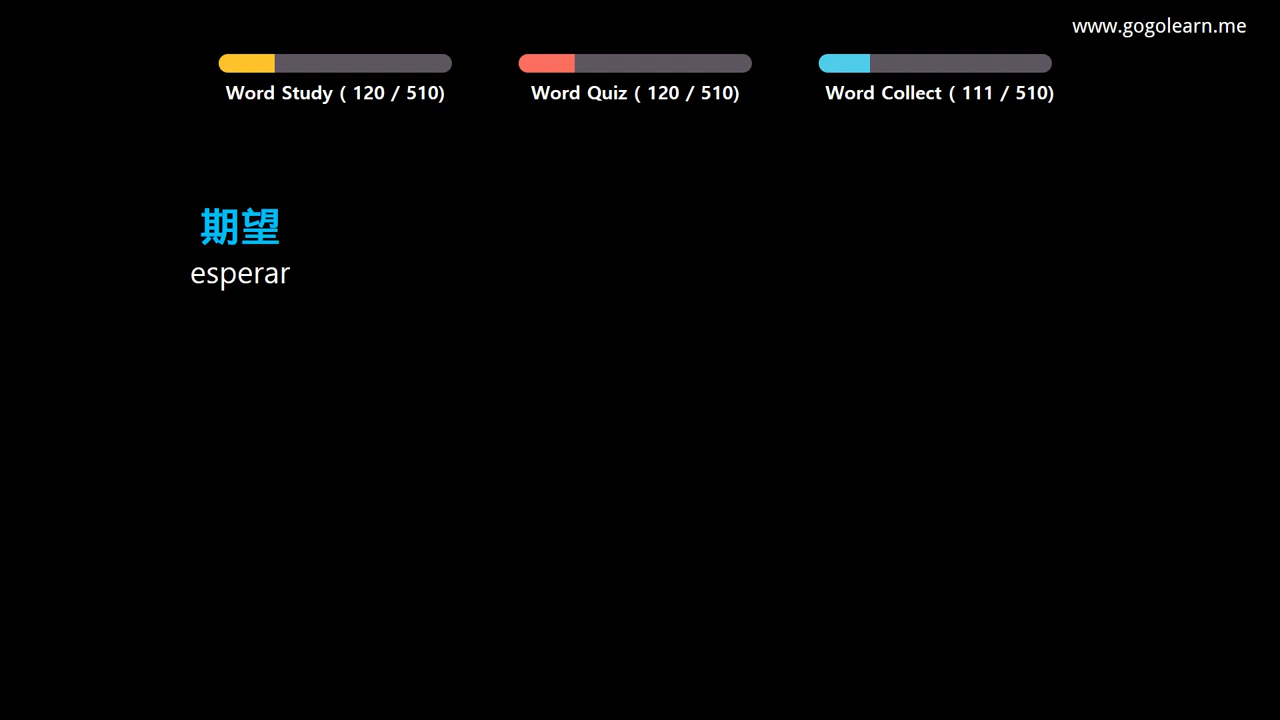 www.gogolearn.me
Word Study ( 120 / 510)
Word Quiz ( 120 / 510)
Word Collect ( 111 / 510)
期望
esperar